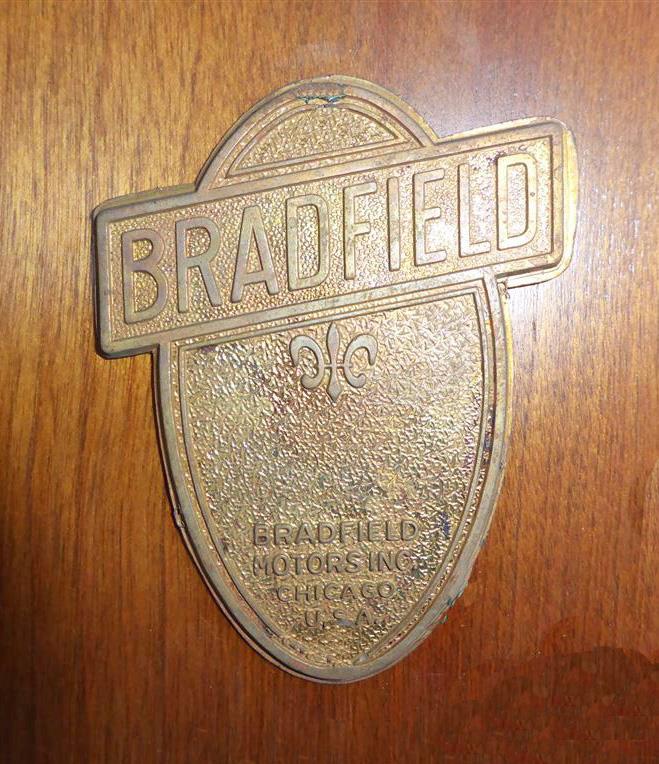 BRADFIELD
BRADFIELD
MOTORS INC.
CHICAGO
U.S.A.